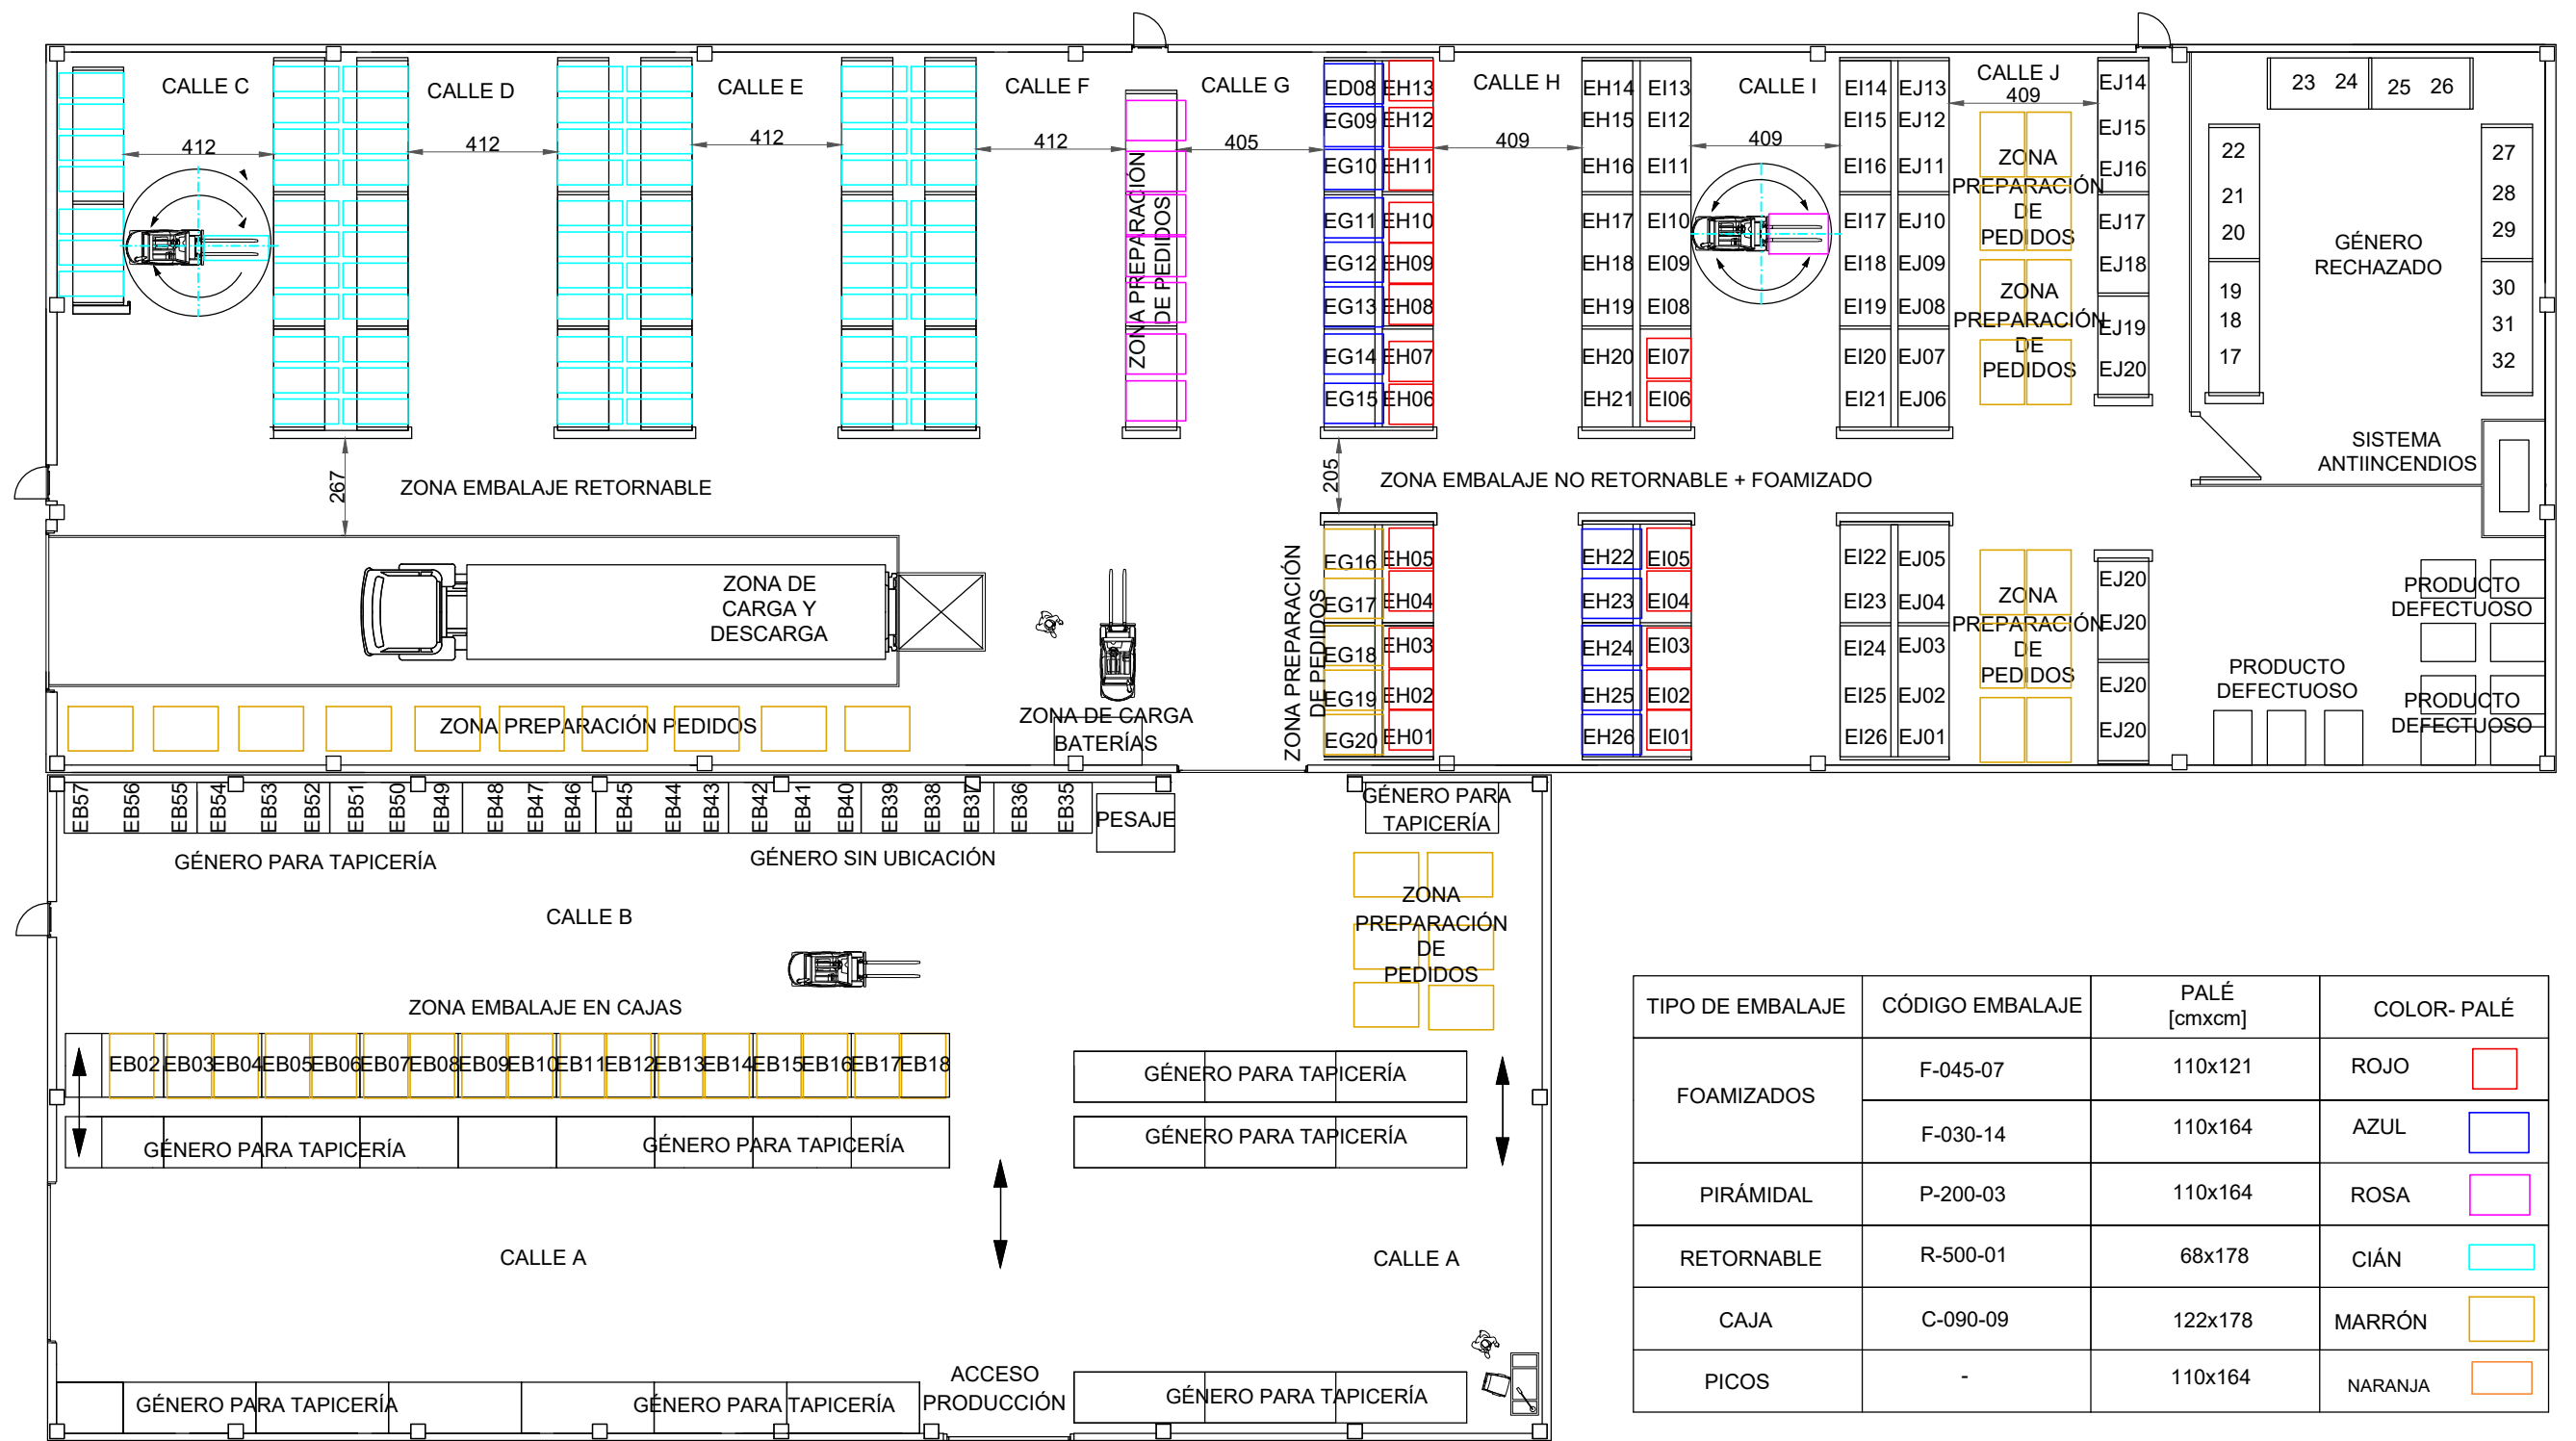 CALLE C
CALLE D
CALLE E
CALLE F
CALLE G
CALLE H
CALLE I
CALLE J
412
412
412
412
405
409
409
409
ZONA PREPARACIÓN
DE PEDIDOS
ED08 EH13
EG09 EH12
EG10 EH11
EG11 EH10
EG12 EH09
EG13 EH08
EG14 EH07
EG15 EH06
EH14 EI13
EH15 EI12
EH16 EI11
EH17 EI10
EH18 EI09
EH19 EI08
EH20 EI07
EH21 EI06
EI14 EJ13
EI15 EJ12
EI16 EJ11
EI17 EJ10
EI18 EJ09
EI19 EJ08
EI20 EJ07
EI21 EJ06
ZONA
PREPARACIÓN
DE
PEDIDOS
ZONA
PREPARACIÓN
DE
PEDIDOS
EJ14
EJ15
EJ16
EJ17
EJ18
EJ19
EJ20
23 24 25 26
22
21
20
19
18
17
27
28
29
30
31
32
GÉNERO
RECHAZADO
SISTEMA
ANTIINCENDIOS
267
ZONA EMBALAJE RETORNABLE
205
ZONA EMBALAJE NO RETORNABLE + FOAMIZADO
ZONA DE
CARGA Y
DESCARGA
ZONA PREPARACIÓN PEDIDOS
ZONA DE CARGA
BATERÍAS
ZONA PREPARACIÓN
DE PEDIDOS
EG16 EH05
EG17 EH04
EG18 EH03
EG19 EH02
EG20 EH01
EH22 EI05
EH23 EI04
EH24 EI03
EH25 EI02
EH26 EI01
EI22 EJ05
EI23 EJ04
EI24 EJ03
EI25 EJ02
EI26 EJ01
ZONA
PREPARACIÓN
DE
PEDIDOS
EJ20
EJ20
EJ20
EJ20
PRODUCTO
DEFECTUOSO
PRODUCTO
DEFECTUOSO
PRODUCTO
DEFECTUOSO
EB57 EB56 EB55 EB54 EB53 EB52 EB51 EB50 EB49 EB48 EB47 EB46 EB45 EB44 EB43 EB42 EB41 EB40 EB39 EB38 EB37 EB36 EB35
PESAJE
GÉNERO PARA
TAPICERÍA
GÉNERO PARA TAPICERÍA
GÉNERO SIN UBICACIÓN
CALLE B
ZONA
PREPARACIÓN
DE
PEDIDOS
ZONA EMBALAJE EN CAJAS
EB02 EB03 EB04 EB05 EB06 EB07 EB08 EB09 EB10 EB11 EB12 EB13 EB14 EB15 EB16 EB17 EB18
GÉNERO PARA TAPICERÍA
GÉNERO PARA TAPICERÍA
GÉNERO PARA TAPICERÍA
GÉNERO PARA TAPICERÍA
CALLE A
CALLE A
ACCESO
PRODUCCIÓN
GÉNERO PARA TAPICERÍA
GÉNERO PARA TAPICERÍA
GÉNERO PARA TAPICERÍA
TIPO DE EMBALAJE CÓDIGO EMBALAJE PALÉ [cmxcm] COLOR- PALÉ
FOAMIZADOS F-045-07 110x121 ROJO
F-030-14 110x164 AZUL
PIRÁMIDAL P-200-03 110x164 ROSA
RETORNABLE R-500-01 68x178 CIÁN
CAJA C-090-09 122x178 MARRÓN
PICOS - 110x164 NARANJA